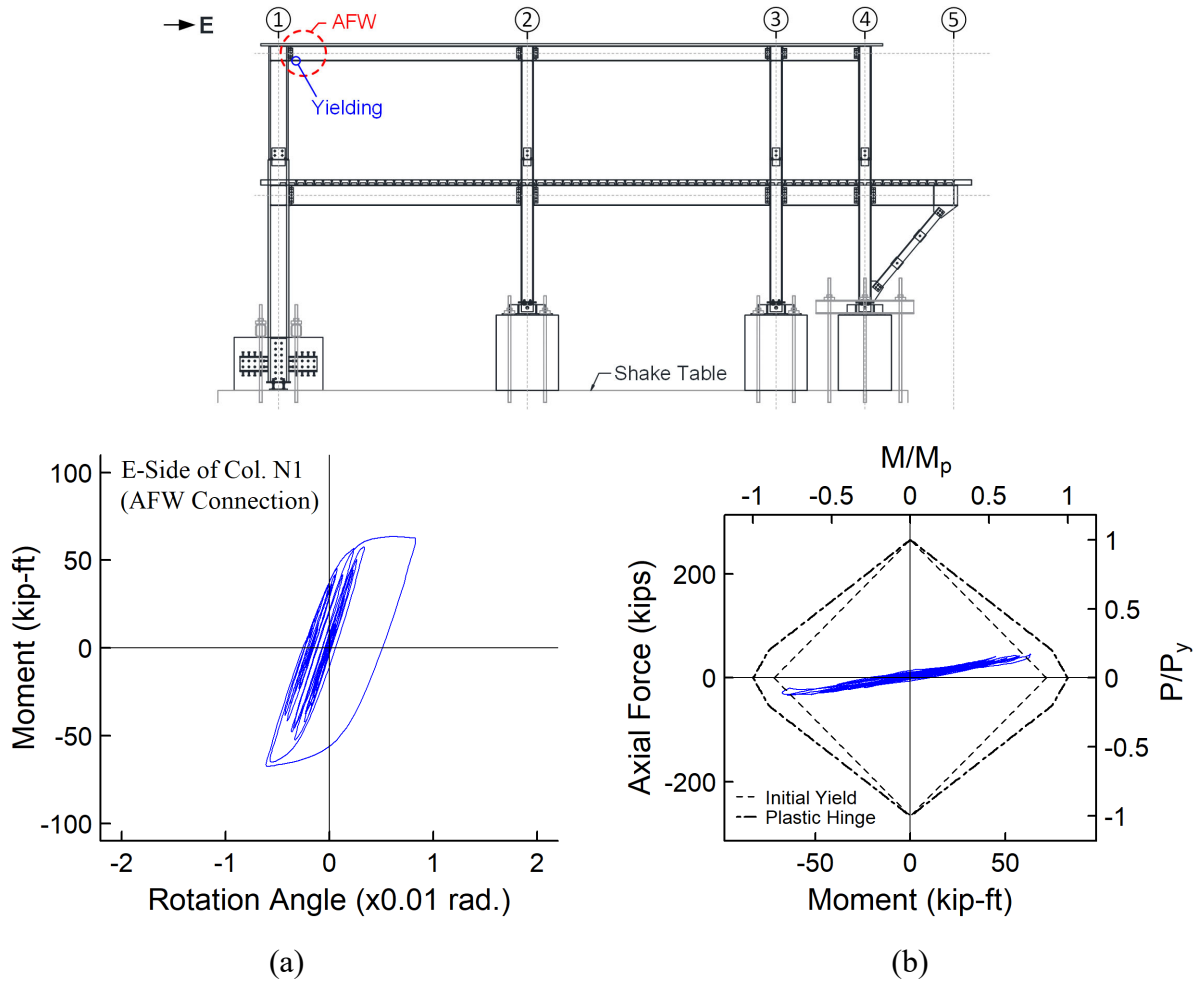 E
1 2 3 4 5
AFW
Yielding
Shake Table
E-Side of Col. N1
(AFW Connection)
100
50
0
-50
-100
Moment (kip-ft)
-2 -1 0 1 2
Rotation Angle (x0.01 rad.)
(a)
M/Mp
-1 -0.5 0 0.5 1
200
0
-200
Axial Force (kips)
1
0.5
0
-0.5
-1
P/Py
Initial Yield
Plastic Hinge
-50 0 50
Moment (kip-ft)
(b)